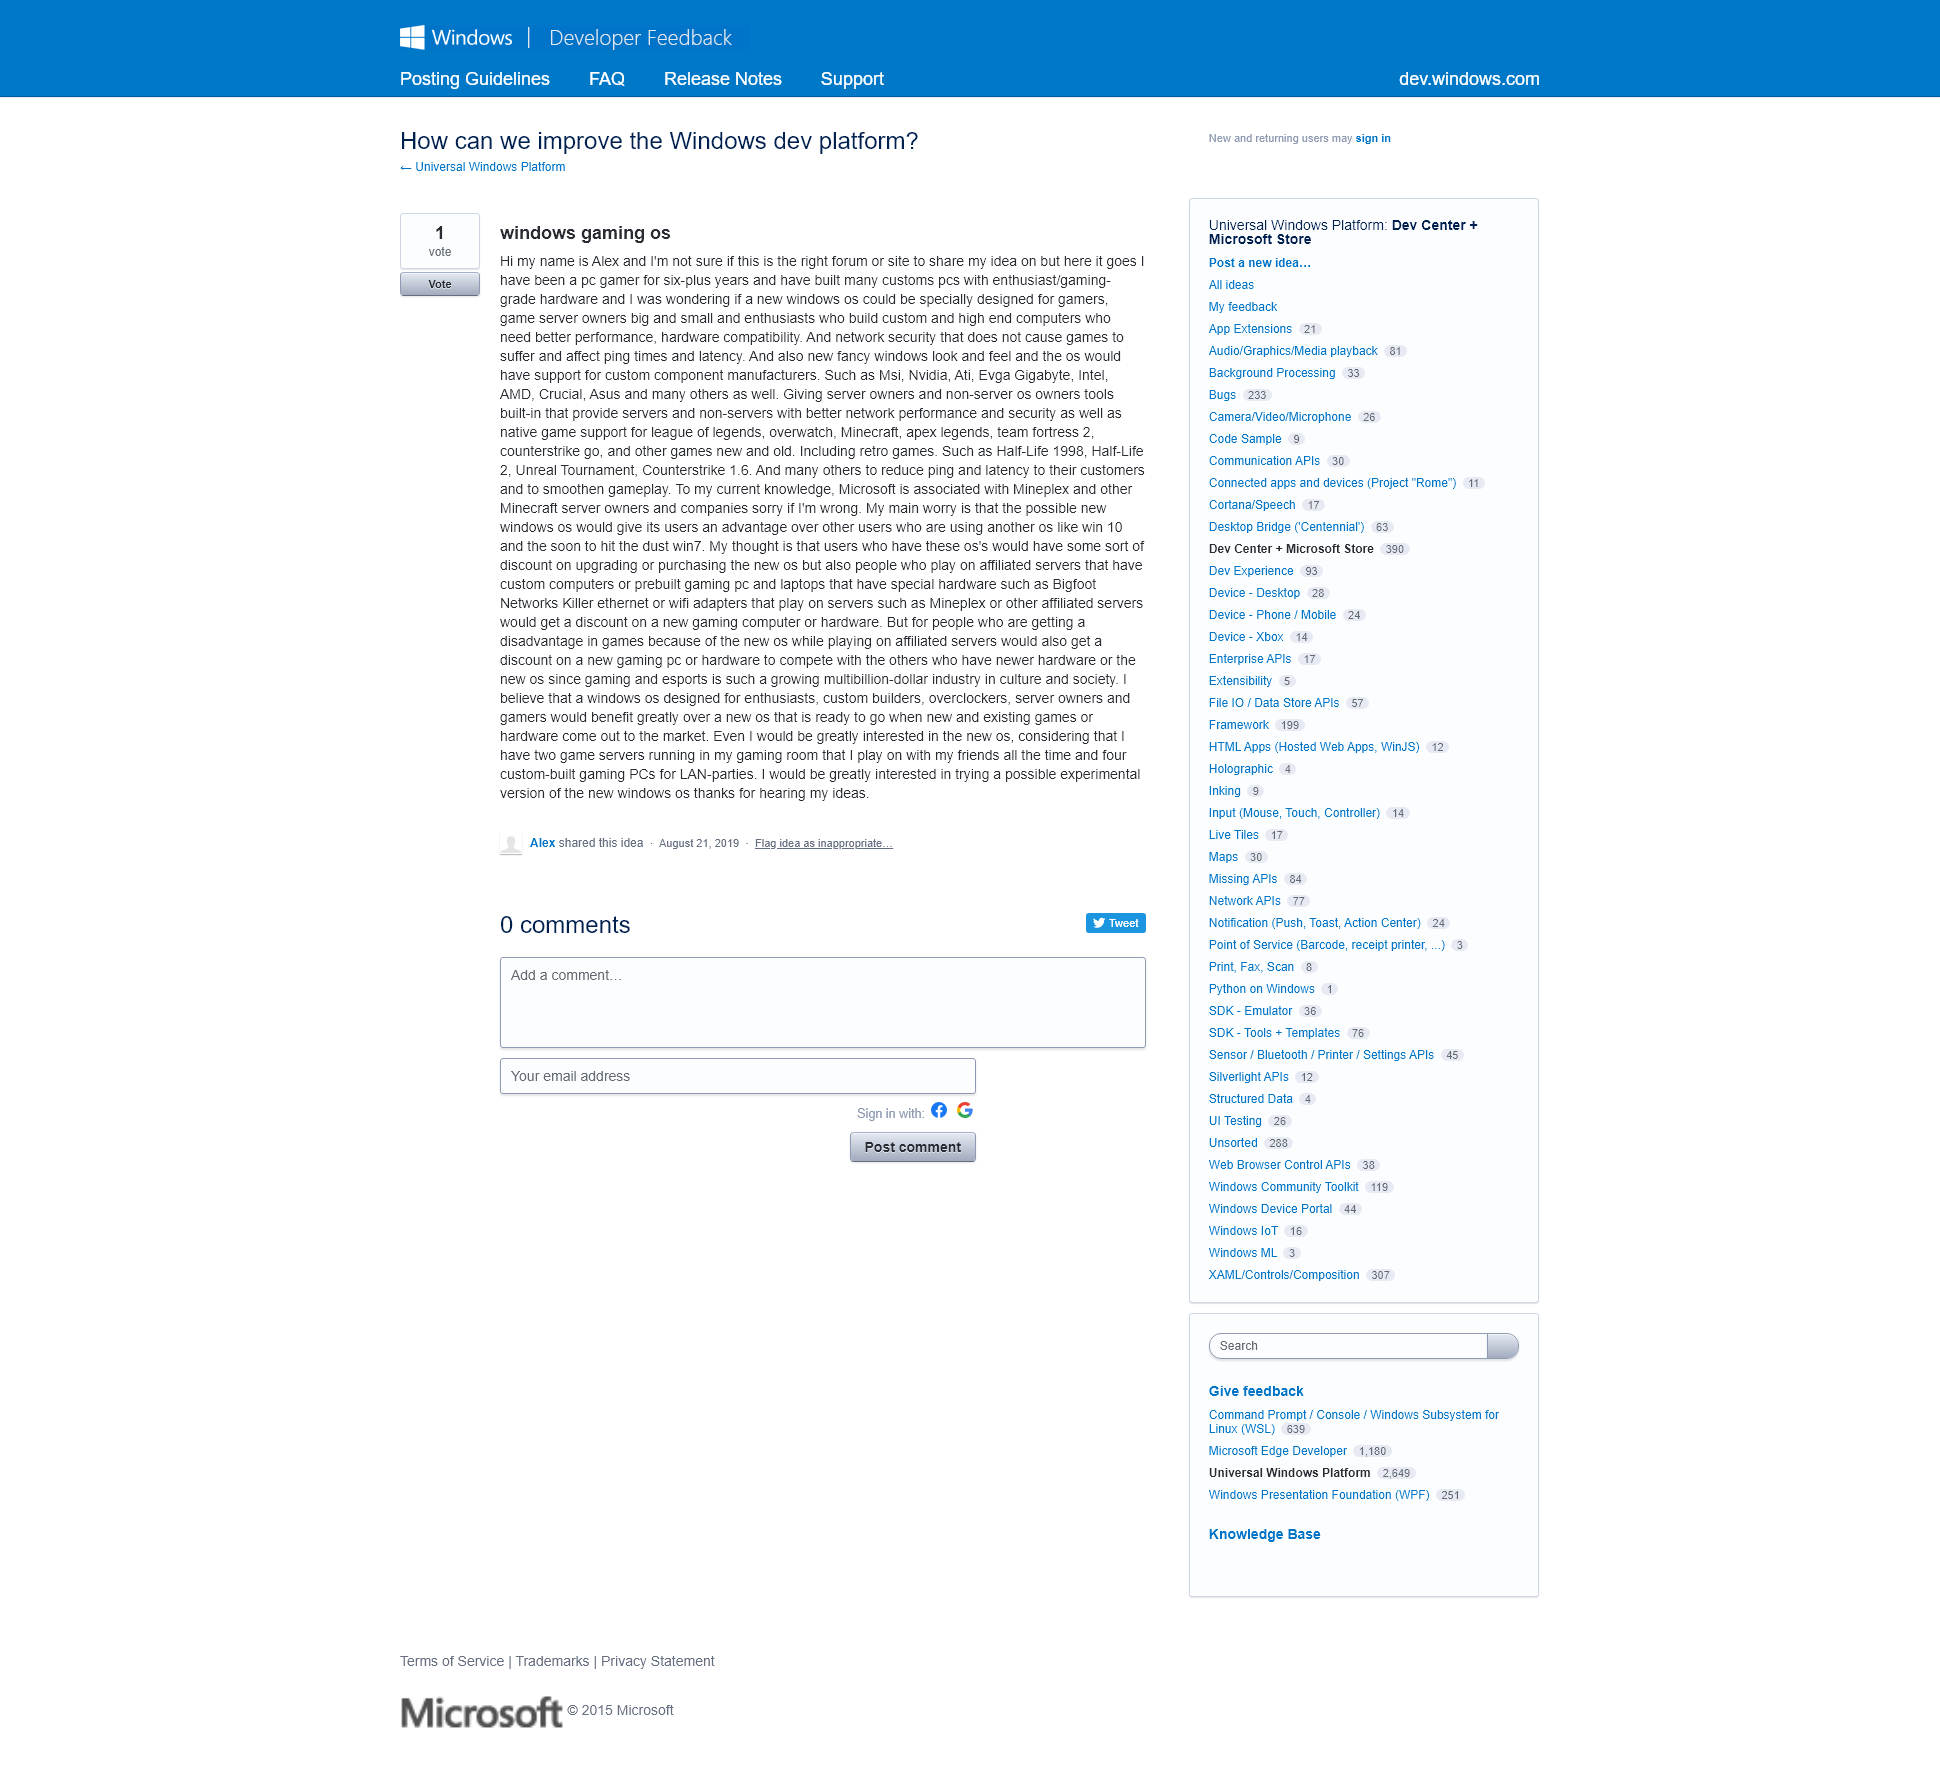 Windows | Developer Feedback
Posting Guidelines FAQ Release Notes Support dev.windows.com
How can we improve the Windows dev platform?
← Universal Windows Platform
New and returning users may sign in
1
vote
Vote
windows gaming os
Hi my name is Alex and I'm not sure if this is the right forum or site to share my idea on but here it goes I
have been a pc gamer for six-plus years and have built many customs pcs with enthusiast/gaming-
grade hardware and I was wondering if a new windows os could be specially designed for gamers,
game server owners big and small and enthusiasts who build custom and high end computers who
need better performance, hardware compatibility. And network security that does not cause games to
suffer and affect ping times and latency. And also new fancy windows look and feel and the os would
have support for custom component manufacturers. Such as Msi, Nvidia, Ati, Evga Gigabyte, Intel,
AMD, Crucial, Asus and many others as well. Giving server owners and non-server os owners tools
built-in that provide servers and non-servers with better network performance and security as well as
native game support for league of legends, overwatch, Minecraft, apex legends, team fortress 2,
counterstrike go, and other games new and old. Including retro games. Such as Half-Life 1998, Half-Life
2, Unreal Tournament, Counterstrike 1.6. And many others to reduce ping and latency to their customers
and to smoothen gameplay. To my current knowledge, Microsoft is associated with Mineplex and other
Minecraft server owners and companies sorry if I'm wrong. My main worry is that the possible new
windows os would give its users an advantage over other users who are using another os like win 10
and the soon to hit the dust win7. My thought is that users who have these os's would have some sort of
discount on upgrading or purchasing the new os but also people who play on affiliated servers that have
custom computers or prebuilt gaming pc and laptops that have special hardware such as Bigfoot
Networks Killer ethernet or wifi adapters that play on servers such as Mineplex or other affiliated servers
would get a discount on a new gaming computer or hardware. But for people who are getting a
disadvantage in games because of the new os while playing on affiliated servers would also get a
discount on a new gaming pc or hardware to compete with the others who have newer hardware or the
new os since gaming and esports is such a growing multibillion-dollar industry in culture and society. I
believe that a windows os designed for enthusiasts, custom builders, overclockers, server owners and
gamers would benefit greatly over a new os that is ready to go when new and existing games or
hardware come out to the market. Even I would be greatly interested in the new os, considering that I
have two game servers running in my gaming room that I play on with my friends all the time and four
custom-built gaming PCs for LAN-parties. I would be greatly interested in trying a possible experimental
version of the new windows os thanks for hearing my ideas.
Alex shared this idea · August 21, 2019 · Flag idea as inappropriate…
0 comments
Tweet
Add a comment…
Your email address
Sign in with:
Post comment
Universal Windows Platform: Dev Center +
Microsoft Store
Post a new idea…
All ideas
My feedback
App Extensions 21
Audio/Graphics/Media playback 81
Background Processing 33
Bugs 233
Camera/Video/Microphone 26
Code Sample 9
Communication APIs 30
Connected apps and devices (Project "Rome") 11
Cortana/Speech 17
Desktop Bridge ('Centennial') 63
Dev Center + Microsoft Store 390
Dev Experience 93
Device - Desktop 28
Device - Phone / Mobile 24
Device - Xbox 14
Enterprise APIs 17
Extensibility 5
File IO / Data Store APIs 57
Framework 199
HTML Apps (Hosted Web Apps, WinJS) 12
Holographic 4
Inking 9
Input (Mouse, Touch, Controller) 14
Live Tiles 17
Maps 30
Missing APIs 84
Network APIs 77
Notification (Push, Toast, Action Center) 24
Point of Service (Barcode, receipt printer, ...) 3
Print, Fax, Scan 8
Python on Windows 1
SDK - Emulator 36
SDK - Tools + Templates 76
Sensor / Bluetooth / Printer / Settings APIs 45
Silverlight APIs 12
Structured Data 4
UI Testing 26
Unsorted 288
Web Browser Control APIs 38
Windows Community Toolkit 119
Windows Device Portal 44
Windows IoT 16
Windows ML 3
XAML/Controls/Composition 307
Search
Give feedback
Command Prompt / Console / Windows Subsystem for
Linux (WSL) 639
Microsoft Edge Developer 1,180
Universal Windows Platform 2,649
Windows Presentation Foundation (WPF) 251
Knowledge Base
Terms of Service | Trademarks | Privacy Statement
Microsoft © 2015 Microsoft